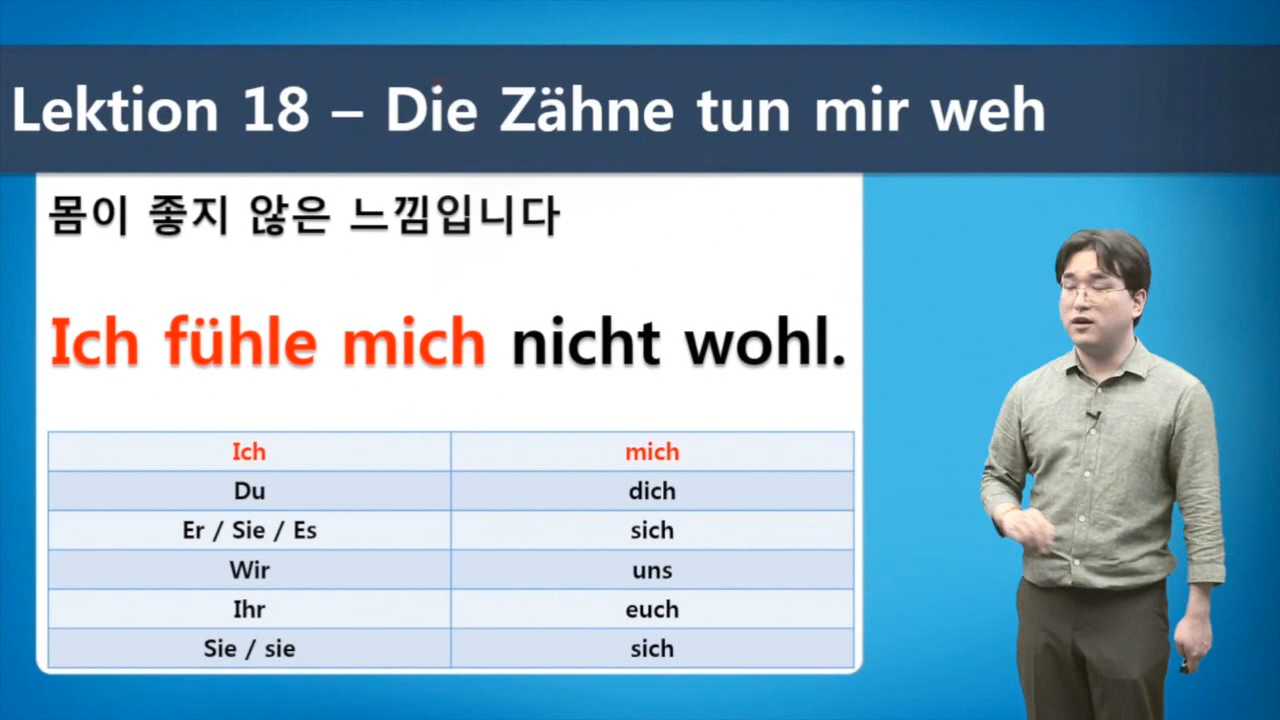 Lektion 18 – Die Zähne tun mir weh
몸이 좋지 않은 느낌입니다
Ich fühle mich nicht wohl.
Ich mich
Du dich
Er / Sie / Es sich
Wir uns
Ihr euch
Sie / sie sich